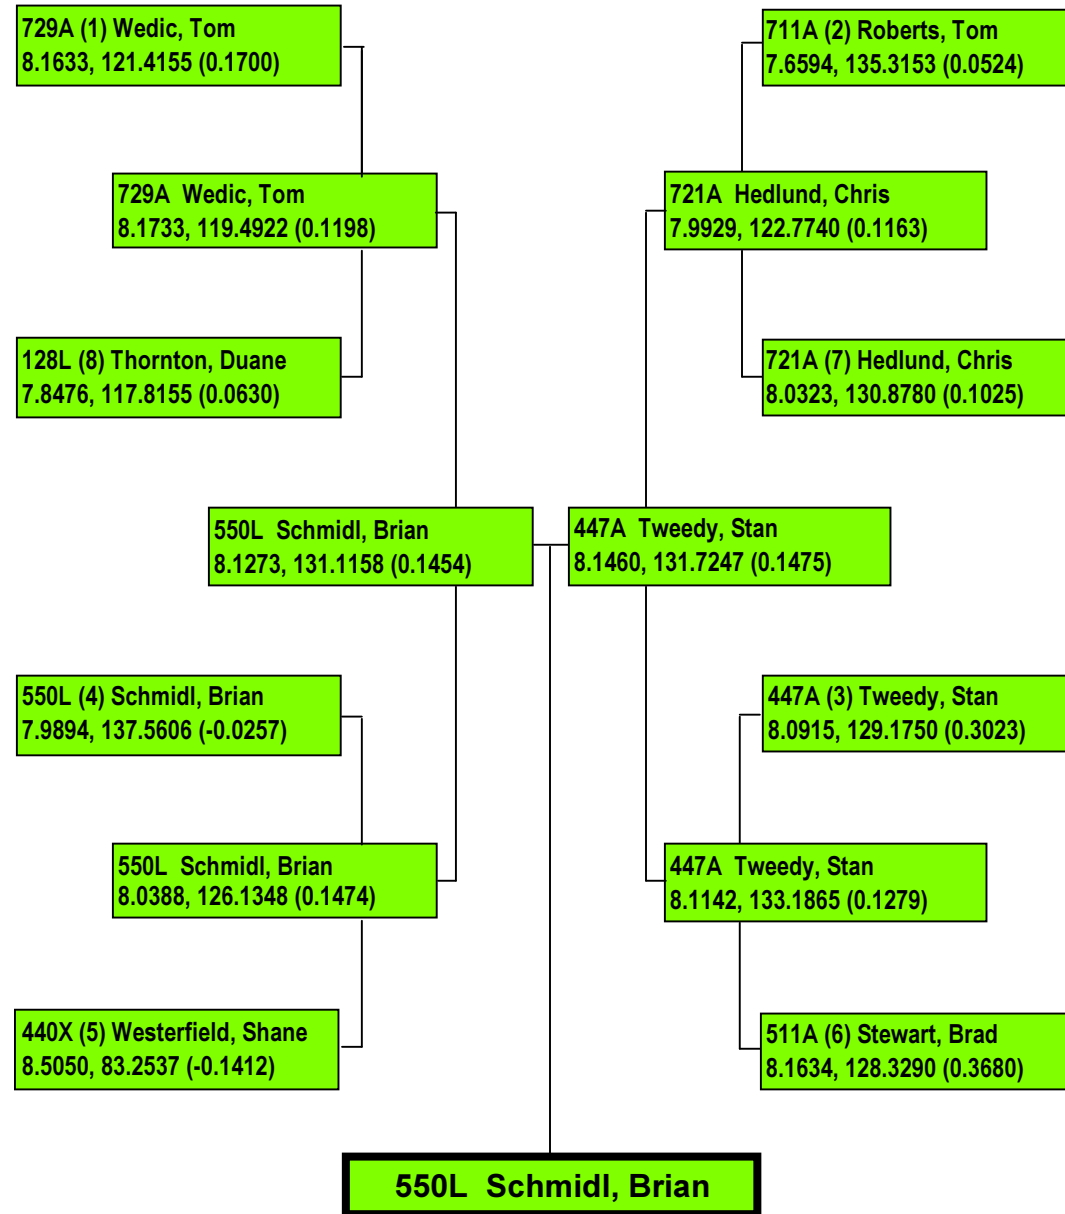 729A (1) Wedic, Tom
8.1633, 121.4155 (0.1700)
711A (2) Roberts, Tom
7.6594, 135.3153 (0.0524)
729A  Wedic, Tom
8.1733, 119.4922 (0.1198)
721A  Hedlund, Chris
7.9929, 122.7740 (0.1163)
128L (8) Thornton, Duane
7.8476, 117.8155 (0.0630)
721A (7) Hedlund, Chris
8.0323, 130.8780 (0.1025)
550L  Schmidl, Brian
8.1273, 131.1158 (0.1454)
447A  Tweedy, Stan
8.1460, 131.7247 (0.1475)
550L (4) Schmidl, Brian
7.9894, 137.5606 (-0.0257)
447A (3) Tweedy, Stan
8.0915, 129.1750 (0.3023)
550L  Schmidl, Brian
8.0388, 126.1348 (0.1474)
447A  Tweedy, Stan
8.1142, 133.1865 (0.1279)
440X (5) Westerfield, Shane
8.5050, 83.2537 (-0.1412)
511A (6) Stewart, Brad
8.1634, 128.3290 (0.3680)
550L  Schmidl, Brian